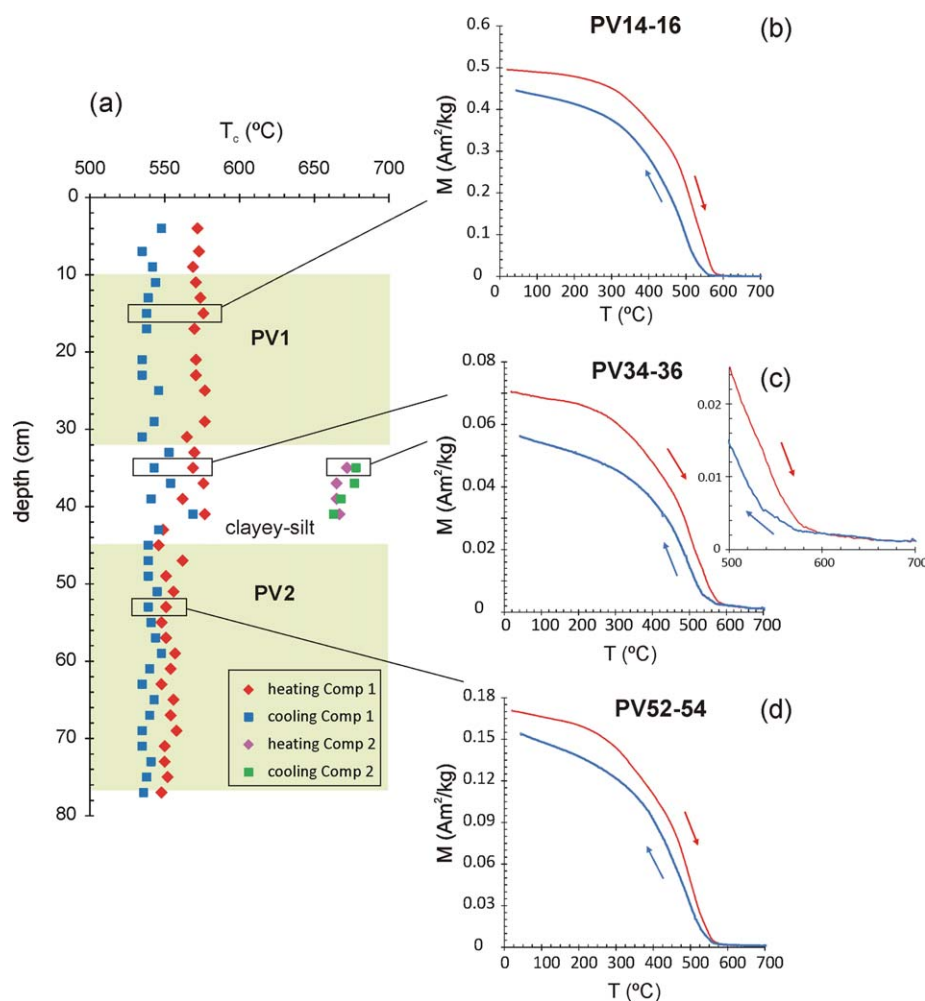 (a)
T_c (ºC)
500 550 600 650 700
0
10
20
30
40
50
60
70
80
depth (cm)
PV1
clayey-silt
PV2
heating Comp 1
cooling Comp 1
heating Comp 2
cooling Comp 2
PV14-16
(b)
M (Am²/kg)
0.6
0.5
0.4
0.3
0.2
0.1
0
0 100 200 300 400 500 600 700
T (ºC)
PV34-36
(c)
M (Am²/kg)
0.08
0.06
0.04
0.02
0
0 100 200 300 400 500 600 700
T (ºC)
0.02
0.01
0
500 600 700
PV52-54
(d)
M (Am²/kg)
0.18
0.15
0.12
0.09
0.06
0.03
0
0 100 200 300 400 500 600 700
T (ºC)